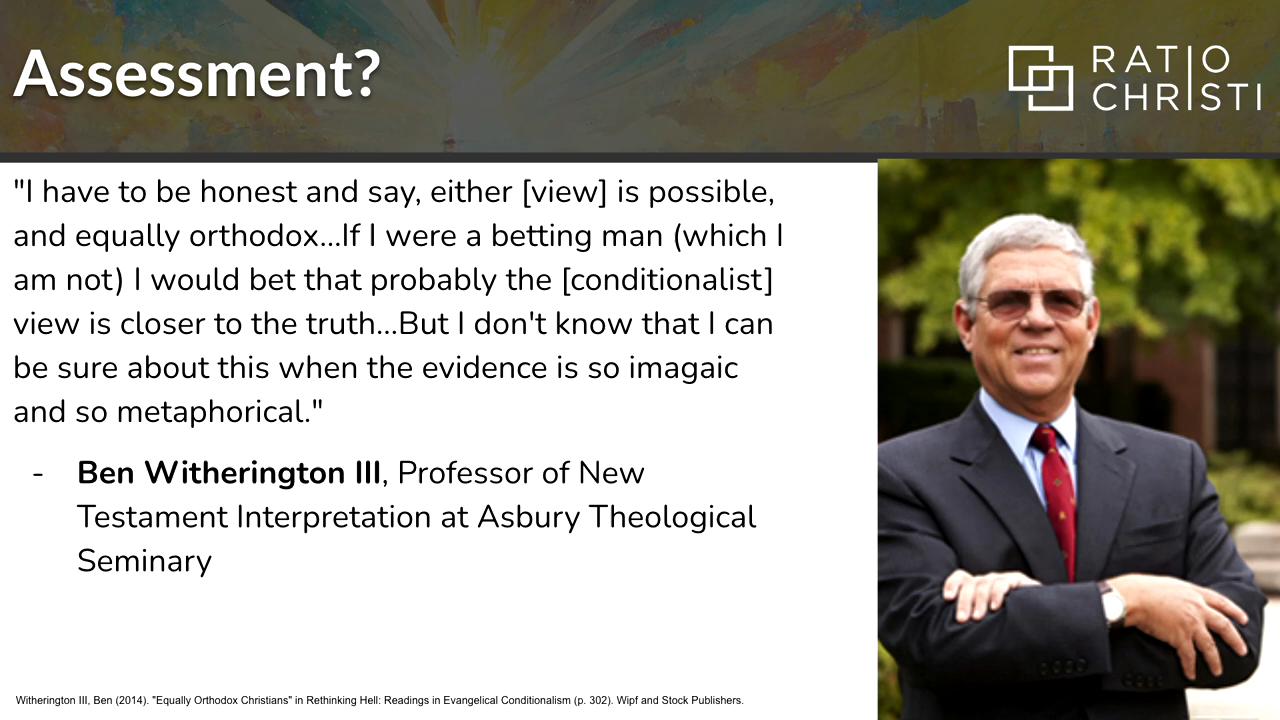 Assessment?
RATIO
CHRISTI
"I have to be honest and say, either [view] is possible,
and equally orthodox...If I were a betting man (which I
am not) I would bet that probably the [conditionalist]
view is closer to the truth...But I don't know that I can
be sure about this when the evidence is so imagaic
and so metaphorical."
- Ben Witherington III, Professor of New
Testament Interpretation at Asbury Theological
Seminary
Witherington III, Ben (2014). "Equally Orthodox Christians" in Rethinking Hell: Readings in Evangelical Conditionalism (p. 302). Wipf and Stock Publishers.